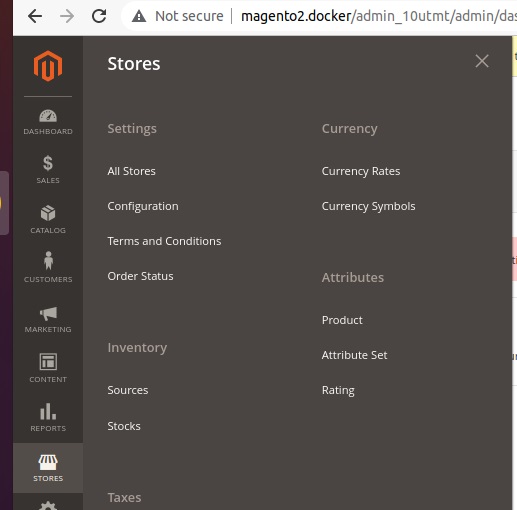 Not secure | magento2.docker/admin_10utmt/admin/das
Stores
Settings
All Stores
Configuration
Terms and Conditions
Order Status
Inventory
Sources
Stocks
Taxes
Currency
Currency Rates
Currency Symbols
Attributes
Product
Attribute Set
Rating
DASHBOARD
SALES
CATALOG
CUSTOMERS
MARKETING
CONTENT
REPORTS
STORES